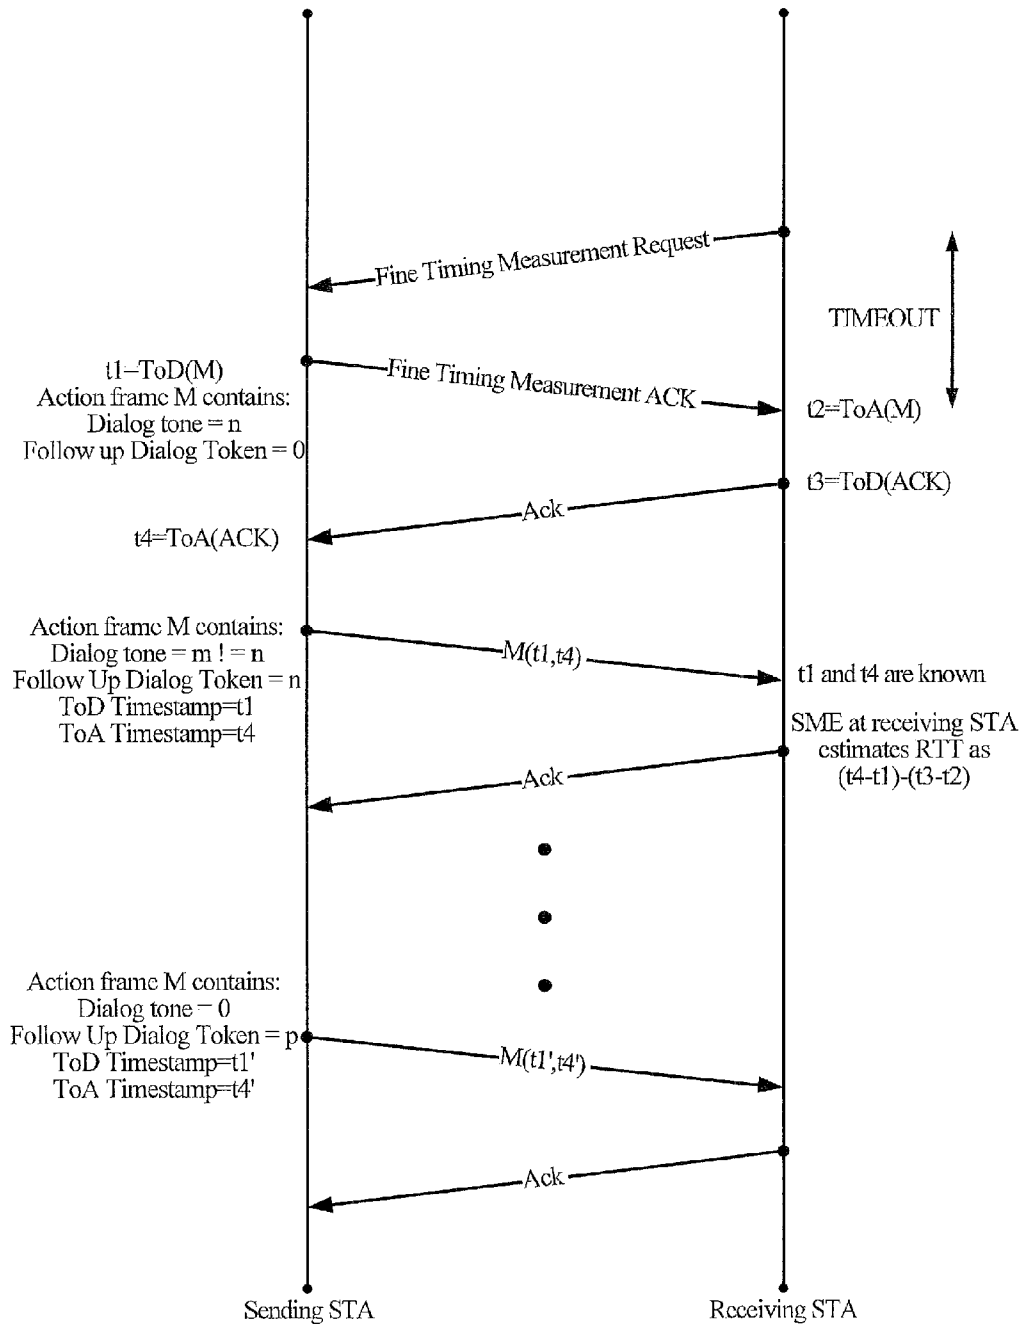 Fine Timing Measurement Request
TIMEOUT
t1=ToD(M)
Action frame M contains:
Dialog tone = n
Follow up Dialog Token = 0
Fine Timing Measurement ACK
t2=ToA(M)
t3=ToD(ACK)
Ack
t4=ToA(ACK)
Action frame M contains:
Dialog tone = m ! = n
Follow Up Dialog Token = n
ToD Timestamp=t1
ToA Timestamp=t4
M(t1,t4)
t1 and t4 are known
SME at receiving STA
estimates RTT as
(t4-t1)-(t3-t2)
Ack
Action frame M contains:
Dialog tone = 0
Follow Up Dialog Token = p
ToD Timestamp=t1'
ToA Timestamp=t4'
M(t1',t4')
Ack
Sending STA
Receiving STA